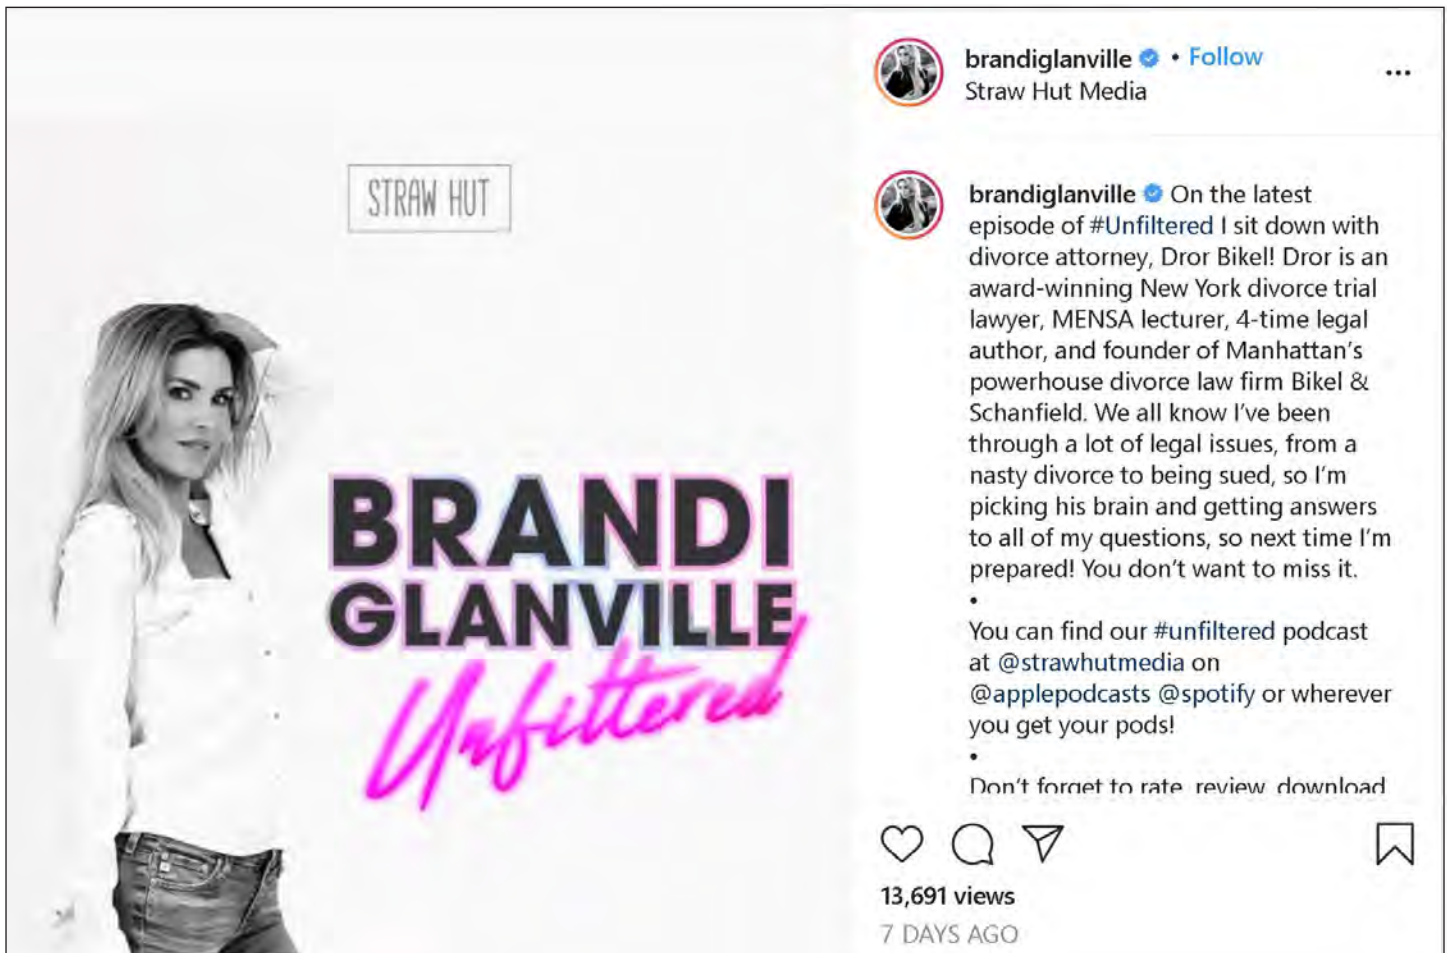 STRAW HUT
BRANDI
GLANVILLE
Unfiltered
brandiglanville • Follow
Straw Hut Media
brandiglanville On the latest
episode of #Unfiltered I sit down with
divorce attorney, Dror Bikel! Dror is an
award-winning New York divorce trial
lawyer, MENSA lecturer, 4-time legal
author, and founder of Manhattan's
powerhouse divorce law firm Bikel &
Schanfield. We all know I've been
through a lot of legal issues, from a
nasty divorce to being sued, so I'm
picking his brain and getting answers
to all of my questions, so next time I'm
prepared! You don't want to miss it.
•
You can find our #unfiltered podcast
at @strawhutmedia on
@applepodcasts @spotify or wherever
you get your pods!
•
Don't forget to rate, review, download
13,691 views
7 DAYS AGO